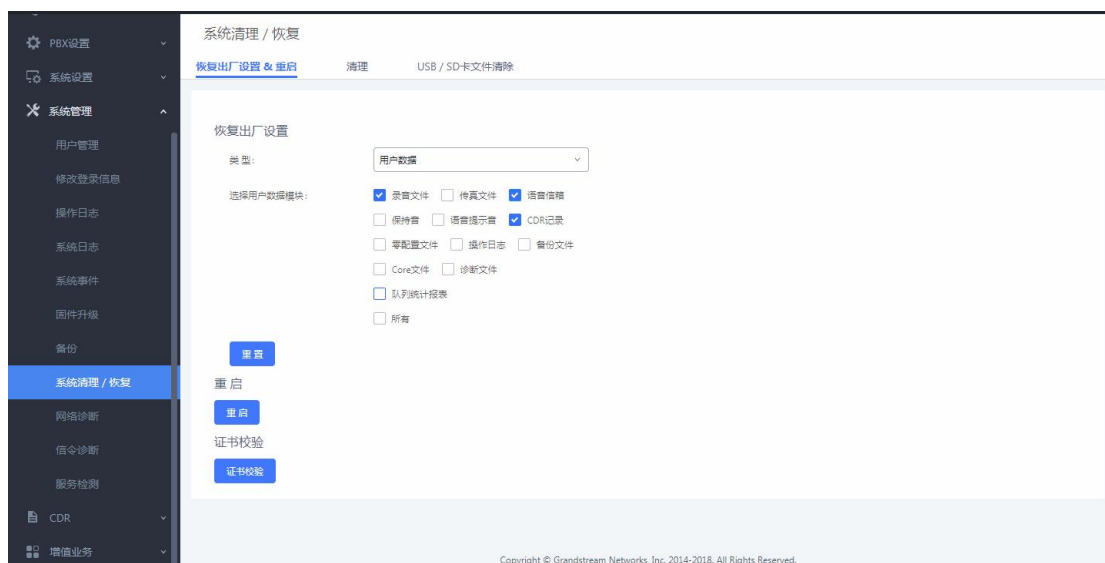 PBX设置
系统设置
系统管理
用户管理
修改登录信息
操作日志
系统日志
系统事件
固件升级
备份
系统清理 / 恢复
网络诊断
信令诊断
服务检测
CDR
增值业务
系统清理 / 恢复
恢复出厂设置 & 重启 清理 USB / SD卡文件清除
恢复出厂设置
类型: 用户数据
选择用户数据模块: 录音文件 传真文件 语音信箱
保持音 语音提示音 CDR记录
零配置文件 操作日志 备份文件
Core文件 诊断文件
队列统计报表
所有
重置
重启
重启
证书校验
证书校验
Copyright © Grandstream Networks, Inc. 2014-2018. All Rights Reserved.